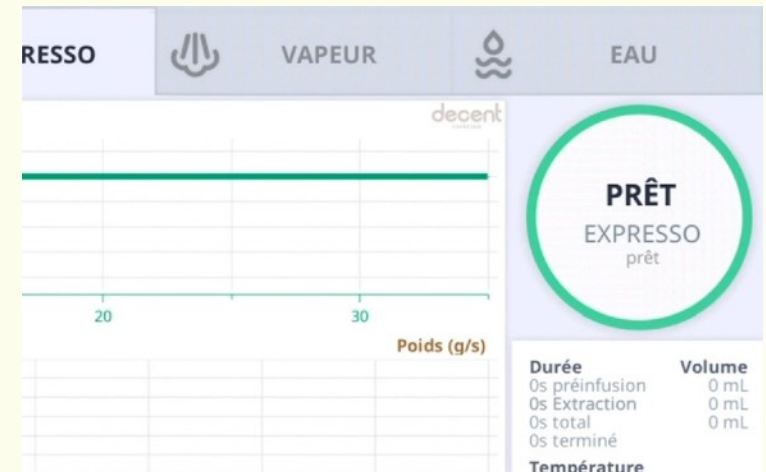 RESSO
VAPEUR
EAU
decent
20
30
Poids (g/s)
PRÊT
EXPRESSO
prêt
Durée Volume
0s préinfusion 0 mL
0s Extraction 0 mL
0s total 0 mL
0s terminé
Température